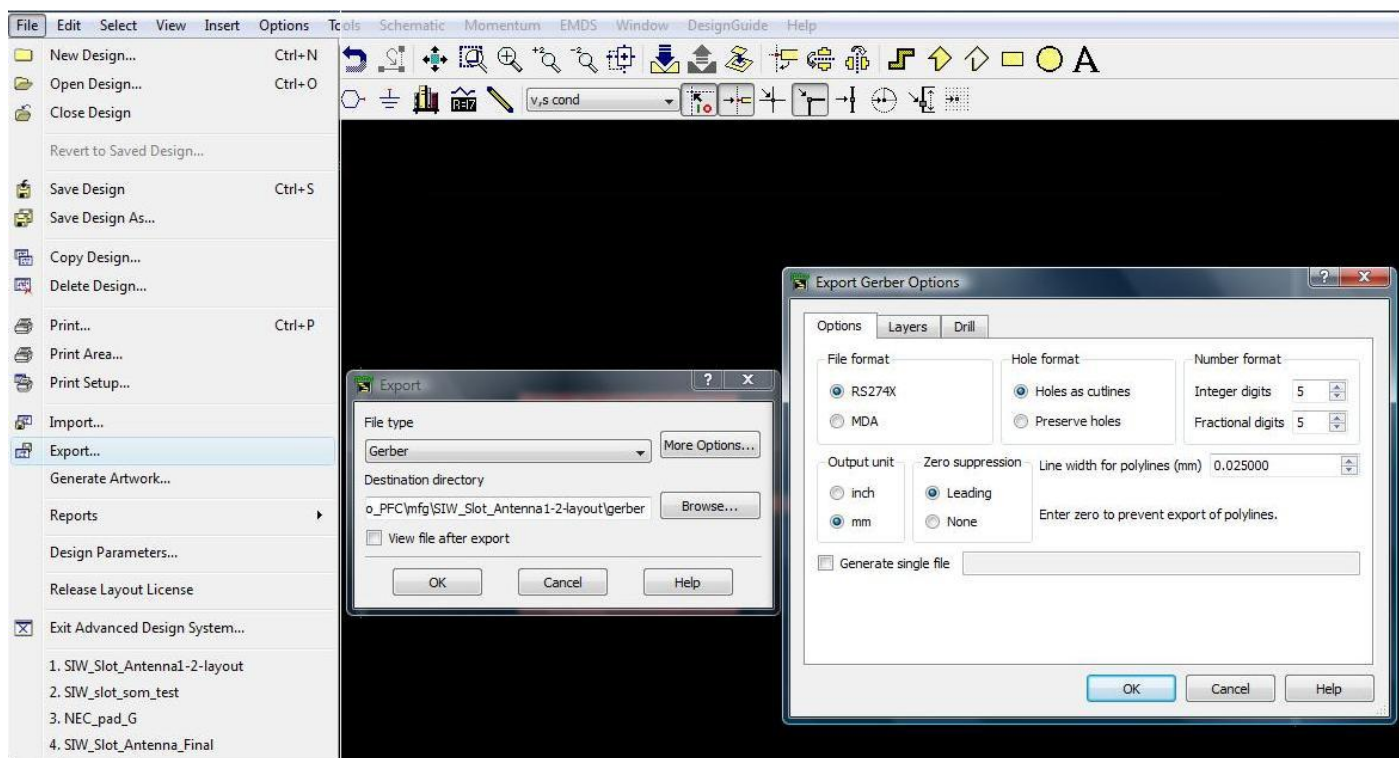 File Edit Select View Insert Options Tools Schematic Momentum EMDS Window DesignGuide Help
New Design... Ctrl+N
Open Design... Ctrl+O
Close Design
Revert to Saved Design...
Save Design Ctrl+S
Save Design As...
Copy Design...
Delete Design...
Print... Ctrl+P
Print Area...
Print Setup...
Import...
Export...
Generate Artwork...
Reports
Design Parameters...
Release Layout License
Exit Advanced Design System...
1. SIW_Slot_Antenna1-2-layout
2. SIW_slot_som_test
3. NEC_pad_G
4. SIW_Slot_Antenna_Final
+2 -2 A
v,s cond
Export
File type
Gerber More Options...
Destination directory
o_PFC\mfg\SIW_Slot_Antenna1-2-layout\gerber Browse...
View file after export
OK Cancel Help
Export Gerber Options
Options Layers Drill
File format Hole format Number format
RS274X Holes as cutlines Integer digits 5
MDA Preserve holes Fractional digits 5
Output unit Zero suppression Line width for polylines (mm) 0.025000
inch Leading
mm None Enter zero to prevent export of polylines.
Generate single file
OK Cancel Help